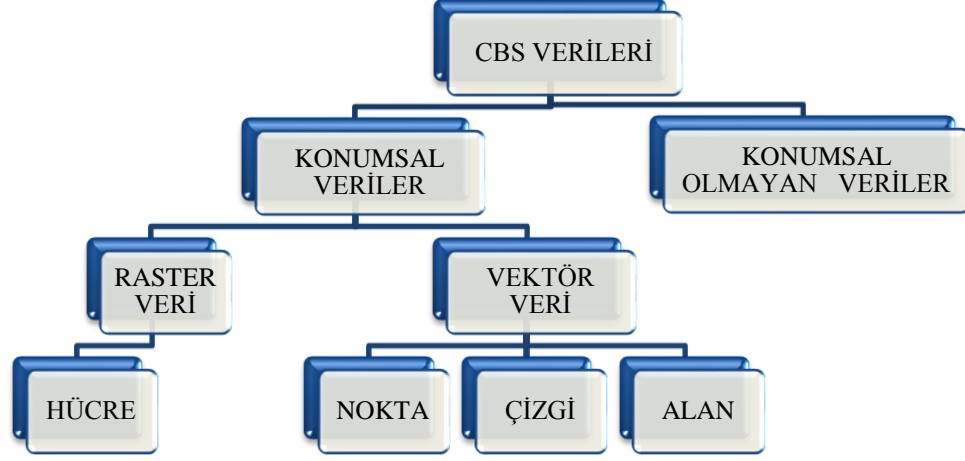 CBS VERİLERİ
KONUMSAL
VERİLER
KONUMSAL
OLMAYAN VERİLER
RASTER
VERİ
VEKTÖR
VERİ
HÜCRE
NOKTA
ÇİZGİ
ALAN